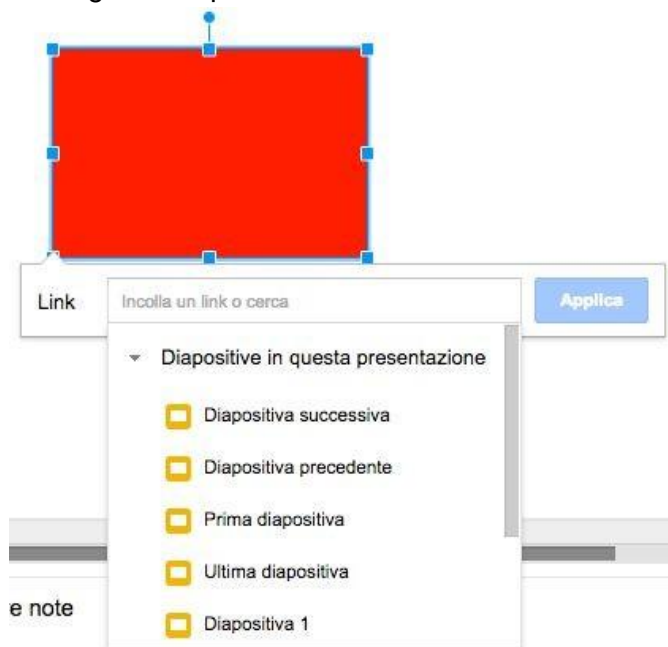 Link
Incolla un link o cerca
Applica
Diapositive in questa presentazione
Diapositiva successiva
Diapositiva precedente
Prima diapositiva
Ultima diapositiva
Diapositiva 1
e note